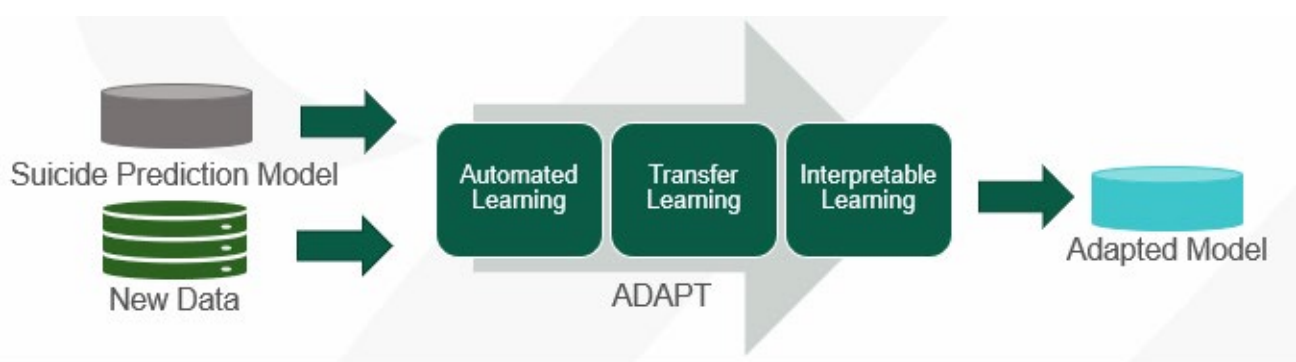 Suicide Prediction Model
New Data
Automated
Learning
Transfer
Learning
Interpretable
Learning
ADAPT
Adapted Model